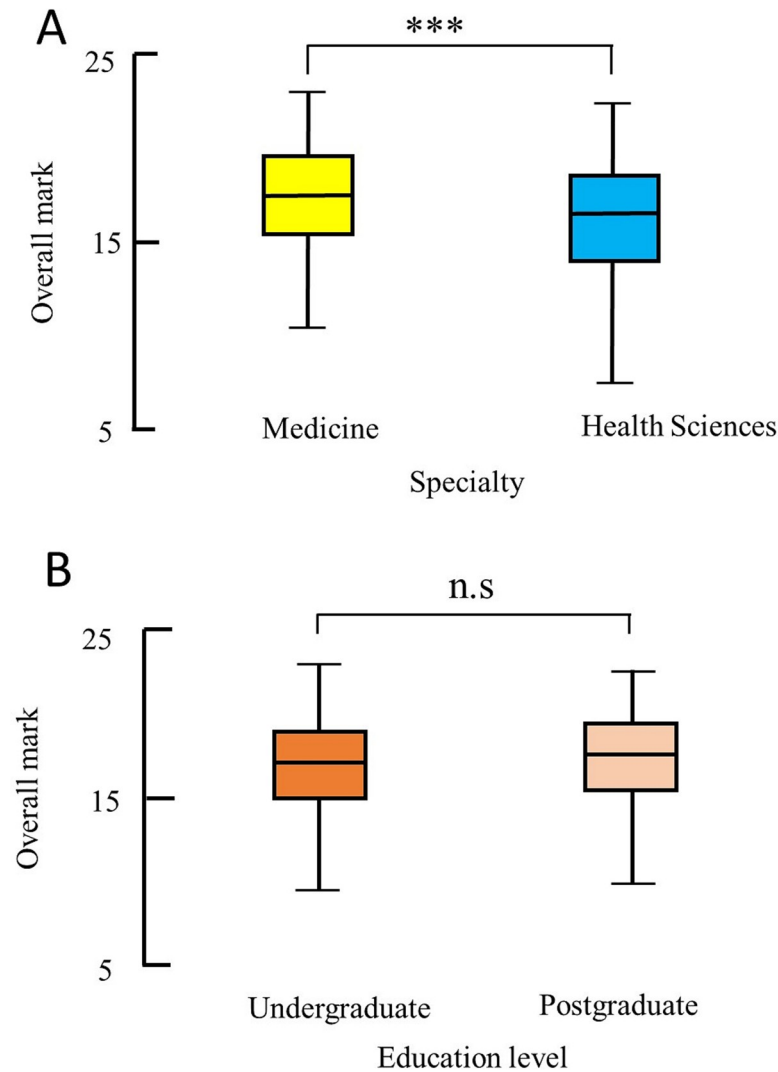 A
***
25
Overall mark
15
5
Medicine
Health Sciences
Specialty
B
n.s
25
Overall mark
15
5
Undergraduate
Postgraduate
Education level